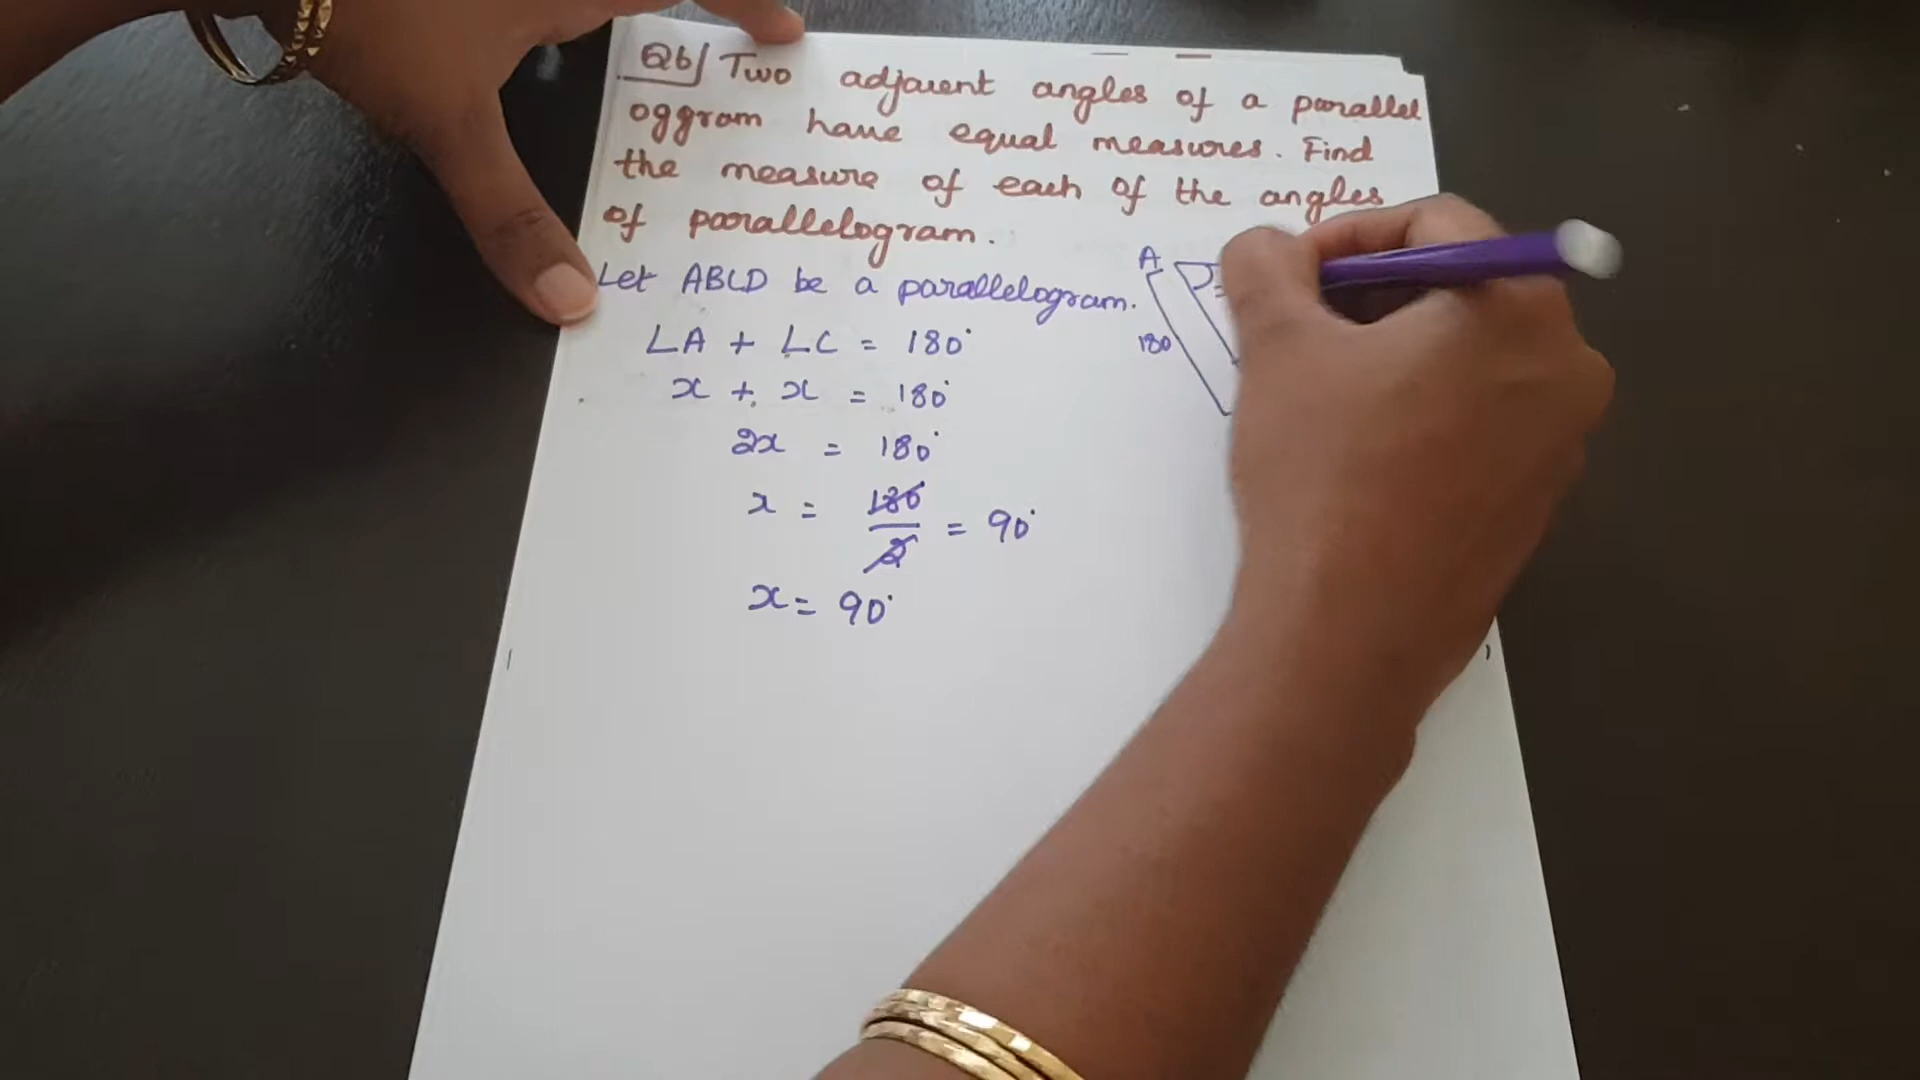 Q6/ Two adjacent angles of a parallel
oggram have equal measures. Find
the measure of each of the angles
of parallelogram.
Let ABCD be a parallelogram.
∠A + ∠C = 180°
x + x = 180°
2x = 180°
x = 180/2 = 90°
x = 90°
A
180